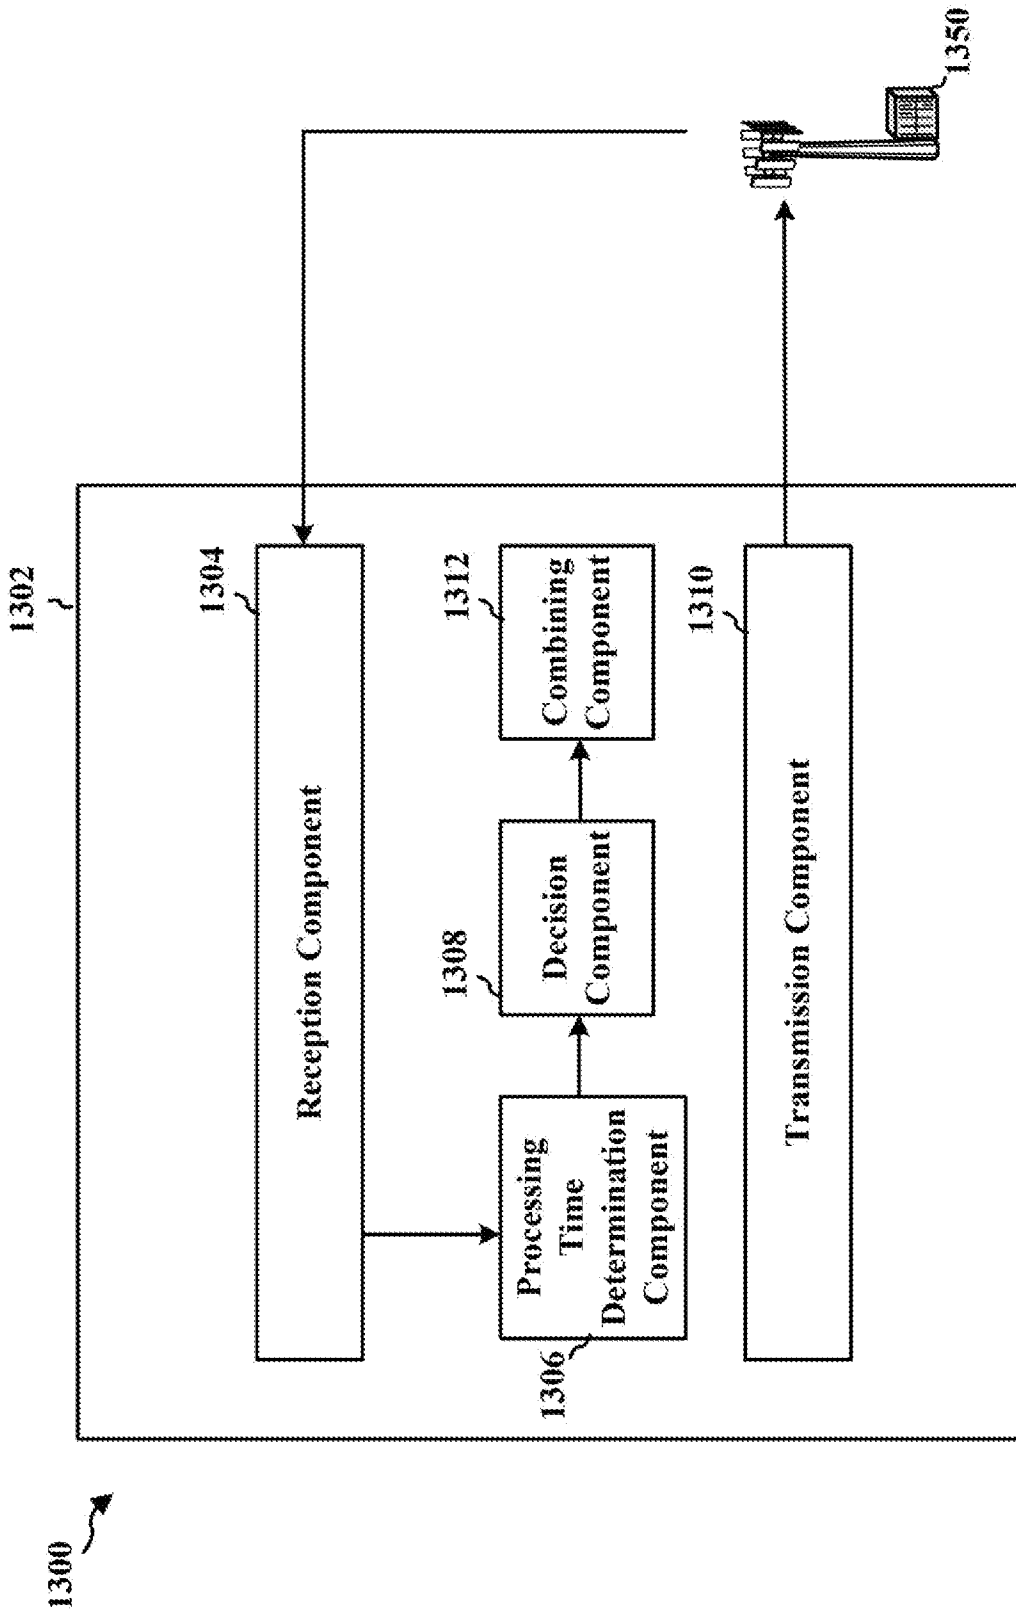 1300
1302
1304
Reception Component
1306
Processing
Time
Determination
Component
1308
Decision
Component
1312
Combining
Component
1310
Transmission Component
1350